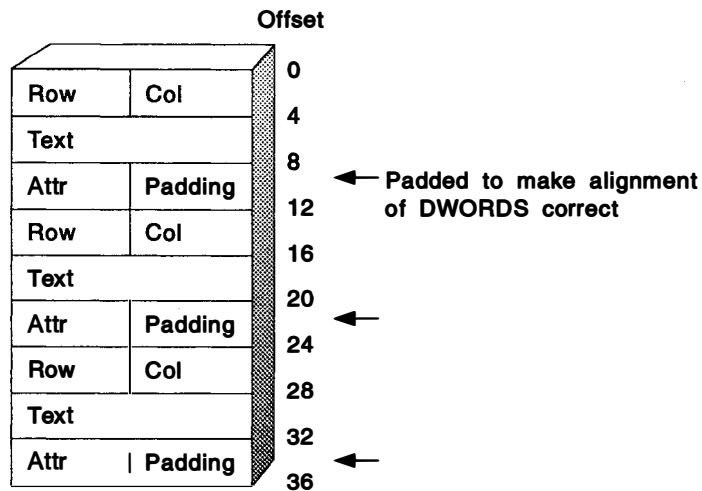 Offset
0
Row Col
4
Text
8
Attr Padding
Padded to make alignment
of DWORDS correct
12
Row Col
16
Text
20
Attr Padding
24
Row Col
28
Text
32
Attr Padding
36